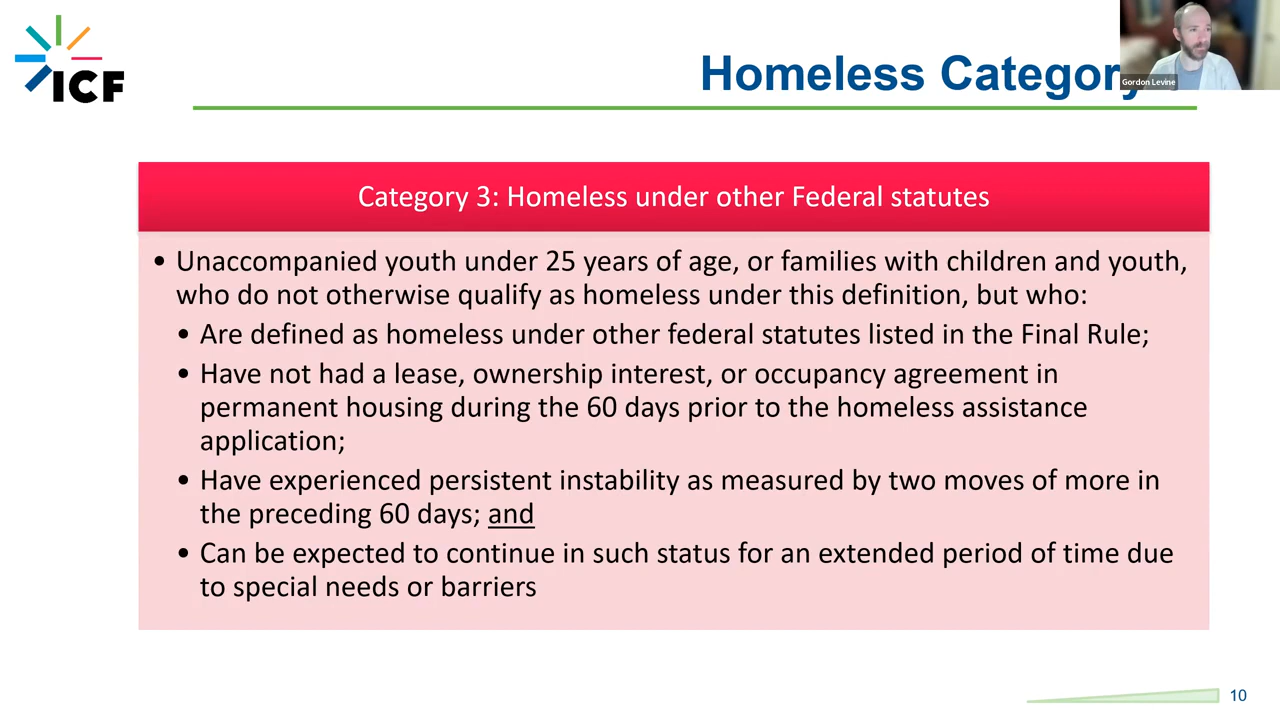 ICF
Homeless Category
Gordon Levine
Category 3: Homeless under other Federal statutes
• Unaccompanied youth under 25 years of age, or families with children and youth,
who do not otherwise qualify as homeless under this definition, but who:
• Are defined as homeless under other federal statutes listed in the Final Rule;
• Have not had a lease, ownership interest, or occupancy agreement in
permanent housing during the 60 days prior to the homeless assistance
application;
• Have experienced persistent instability as measured by two moves of more in
the preceding 60 days; and
• Can be expected to continue in such status for an extended period of time due
to special needs or barriers
10